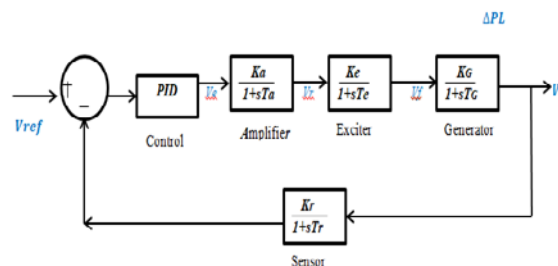 ΔPL
+
−
Vref
PID
Control
Ka
1+sTa
Amplifier
Ke
1+sTe
Exciter
Vf
KG
1+sTG
Generator
V
Kr
1+sTr
Sensor